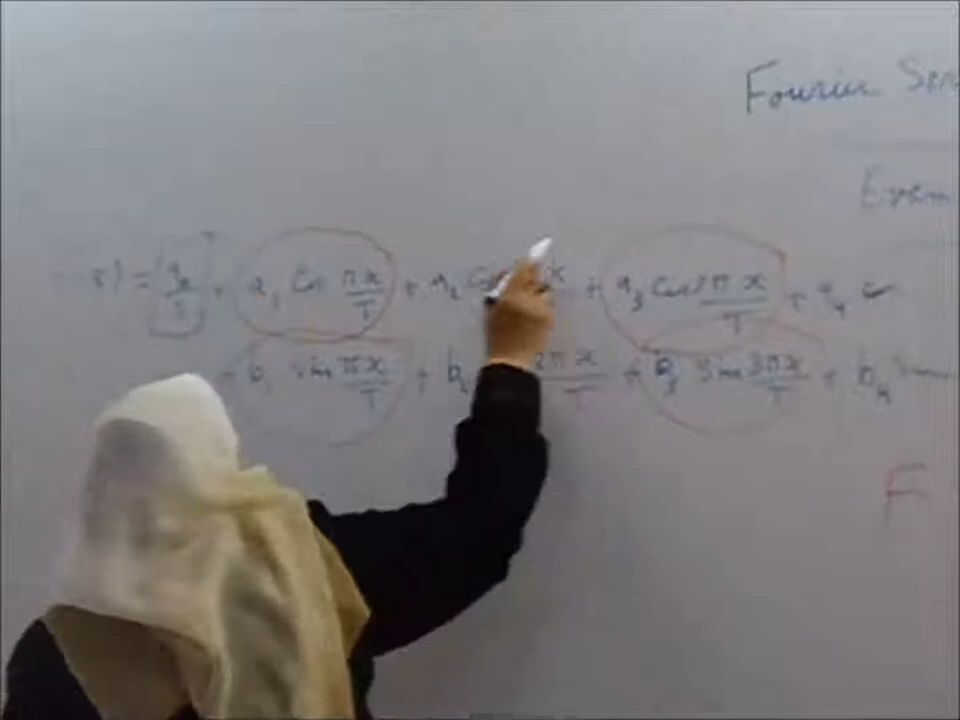 Fourier Ser
Even
x) = a₀/2 + a₁ Cos πx/T + a₂ Cos x + a₃ Cos 3πx/T + a₄
+ b₁ sin πx/T + b₂ 2πx/T + b₃ Sin 3πx/T + b₄ Sin
F